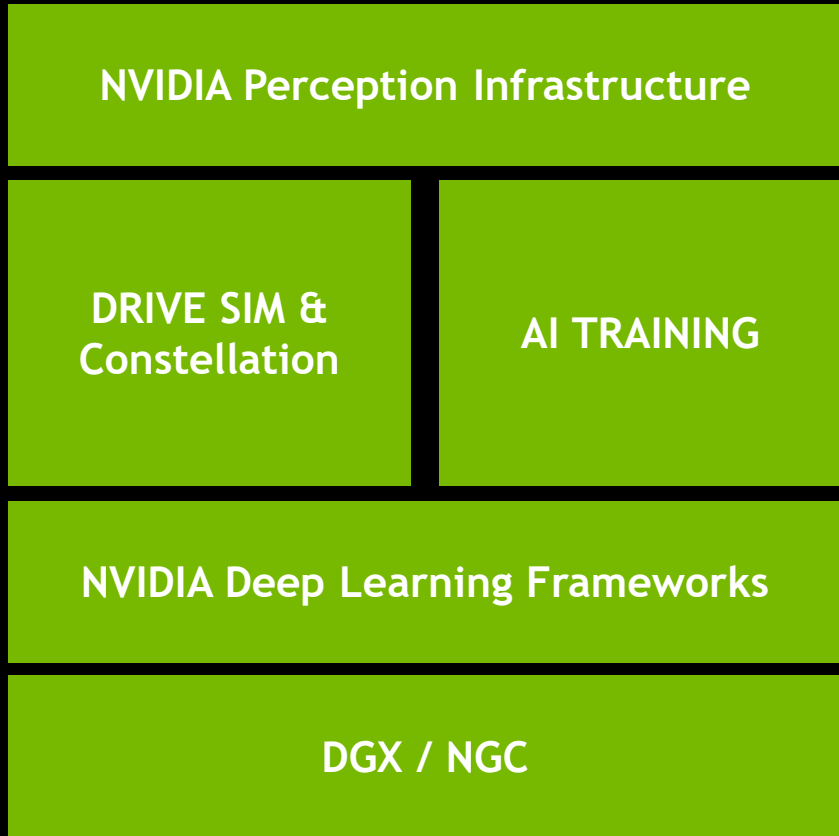 NVIDIA Perception Infrastructure
DRIVE SIM &
Constellation
AI TRAINING
NVIDIA Deep Learning Frameworks
DGX / NGC